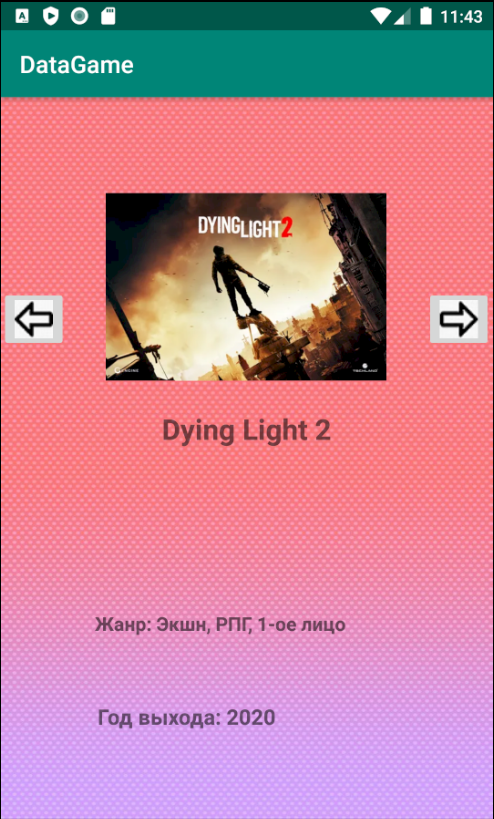 11:43
DataGame
DYING LIGHT 2
Dying Light 2
Жанр: Экшн, РПГ, 1-ое лицо
Год выхода: 2020